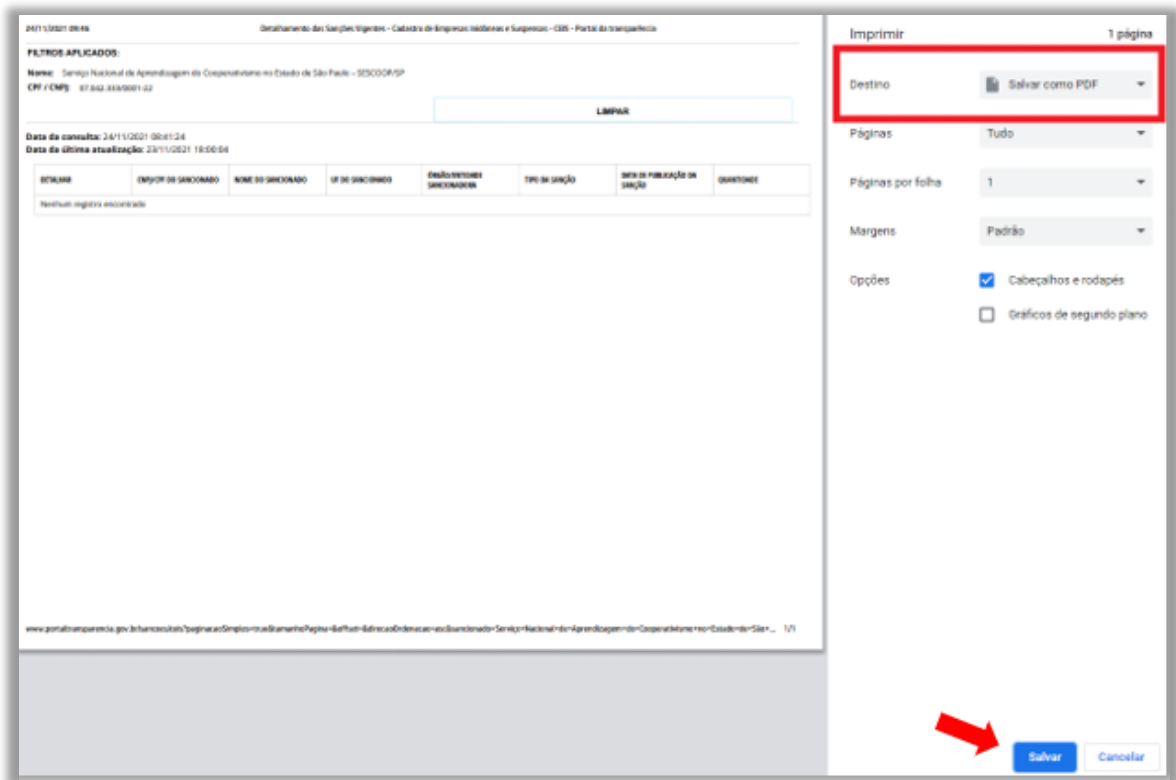 24/11/2021 09:46 Detalhamento das Sanções Vigentes - Cadastro de Empresas Inidôneas e Suspensas - CEIS - Portal da transparência
FILTROS APLICADOS:
Nome: Serviço Nacional de Aprendizagem do Cooperativismo no Estado de São Paulo - SESCOOP/SP
CPF / CNPJ:
LIMPAR
Data da consulta: 24/11/2021 08:41:24
Data da última atualização: 23/11/2021 18:00:04
DETALHAR CNPJ/CPF DO SANCIONADO NOME DO SANCIONADO UF DO SANCIONADO ÓRGÃO/ENTIDADE SANCIONADORA TIPO DA SANÇÃO DATA DE PUBLICAÇÃO DA SANÇÃO QUANTIDADE
Nenhum registro encontrado
1/1
Imprimir 1 página
Destino Salvar como PDF
Páginas Tudo
Páginas por folha 1
Margens Padrão
Opções Cabeçalhos e rodapés
Gráficos de segundo plano
Salvar Cancelar